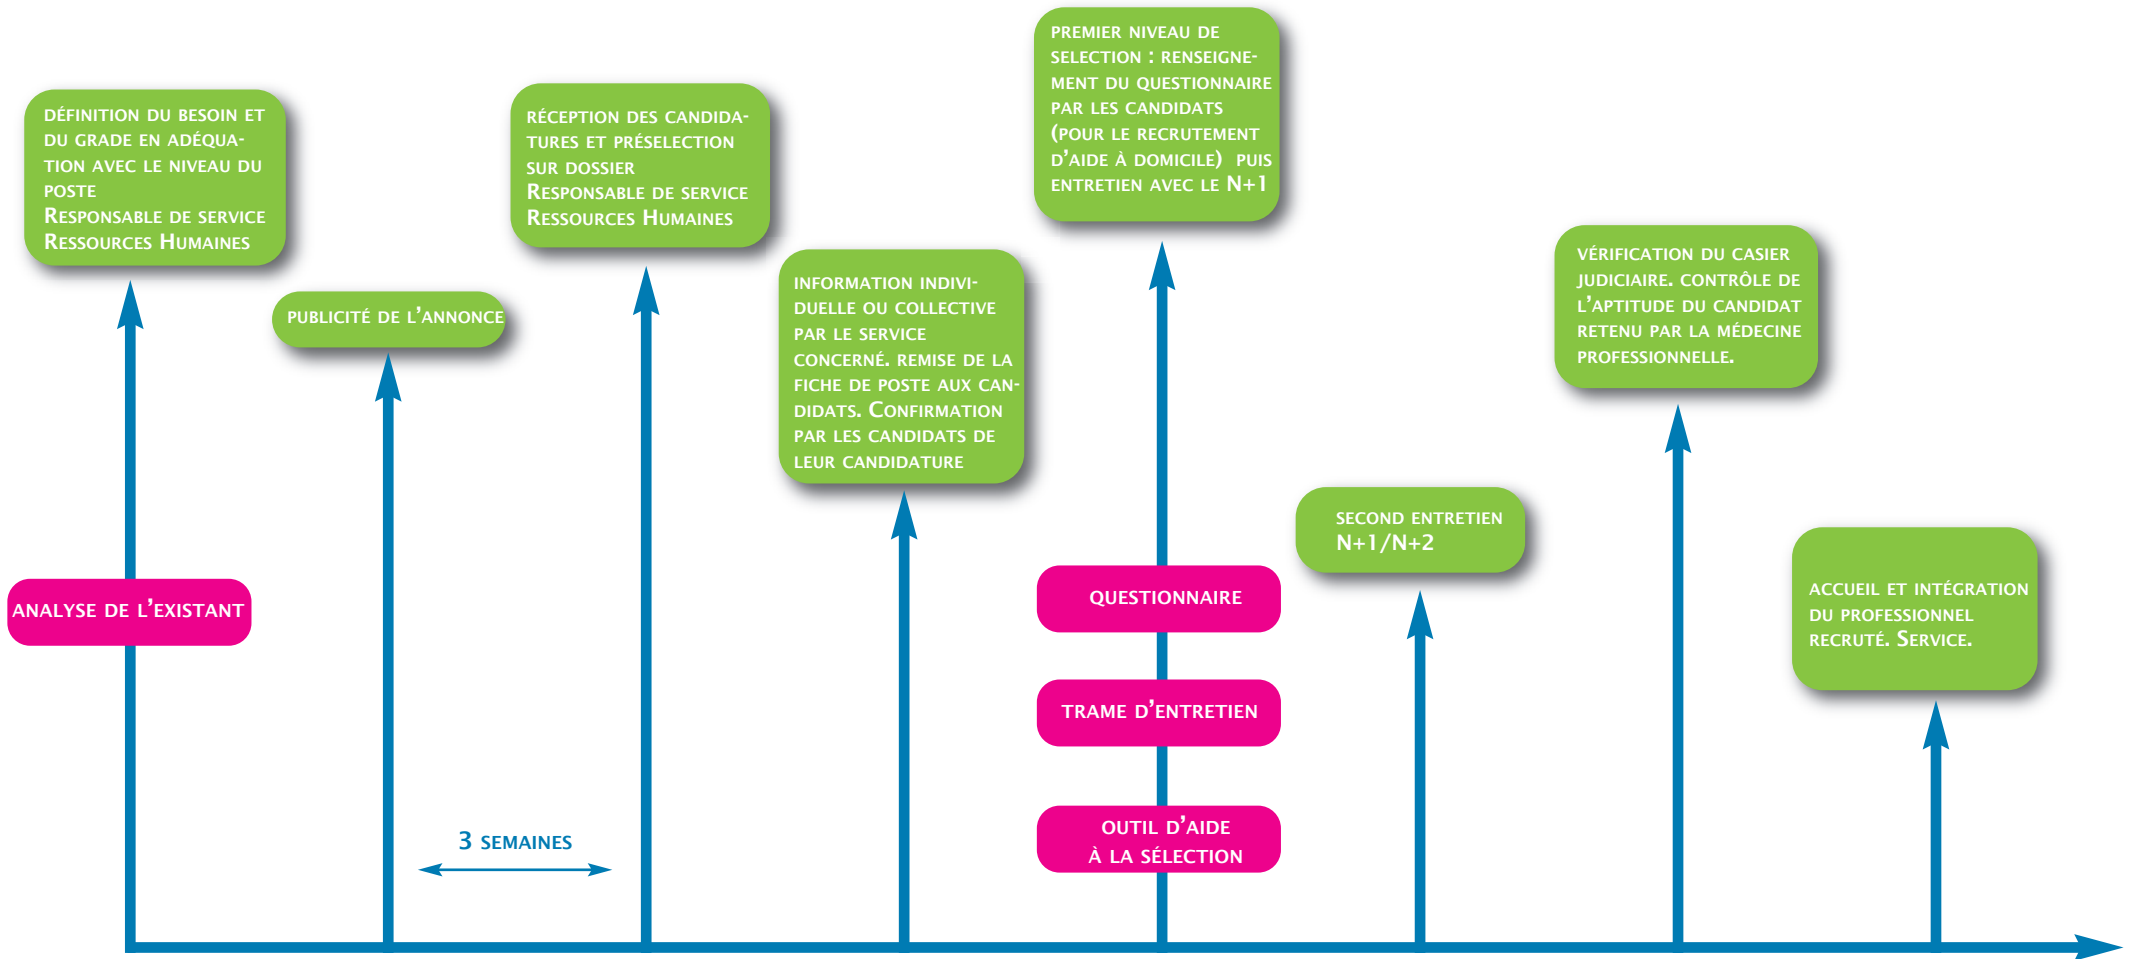 DÉFINITION DU BESOIN ET
DU GRADE EN ADÉQUA-
TION AVEC LE NIVEAU DU
POSTE
RESPONSABLE DE SERVICE
RESSOURCES HUMAINES
PUBLICITÉ DE L'ANNONCE
RÉCEPTION DES CANDIDA-
TURES ET PRÉSELECTION
SUR DOSSIER
RESPONSABLE DE SERVICE
RESSOURCES HUMAINES
INFORMATION INDIVI-
DUELLE OU COLLECTIVE
PAR LE SERVICE
CONCERNÉ. REMISE DE LA
FICHE DE POSTE AUX CAN-
DIDATS. CONFIRMATION
PAR LES CANDIDATS DE
LEUR CANDIDATURE
PREMIER NIVEAU DE
SELECTION : RENSEIGNE-
MENT DU QUESTIONNAIRE
PAR LES CANDIDATS
(POUR LE RECRUTEMENT
D'AIDE À DOMICILE) PUIS
ENTRETIEN AVEC LE N+1
SECOND ENTRETIEN
N+1/N+2
VÉRIFICATION DU CASIER
JUDICIAIRE. CONTRÔLE DE
L'APTITUDE DU CANDIDAT
RETENU PAR LA MÉDECINE
PROFESSIONNELLE.
ACCUEIL ET INTÉGRATION
DU PROFESSIONNEL
RECRUTÉ. SERVICE.
ANALYSE DE L'EXISTANT
QUESTIONNAIRE
TRAME D'ENTRETIEN
OUTIL D'AIDE
À LA SÉLECTION
3 SEMAINES